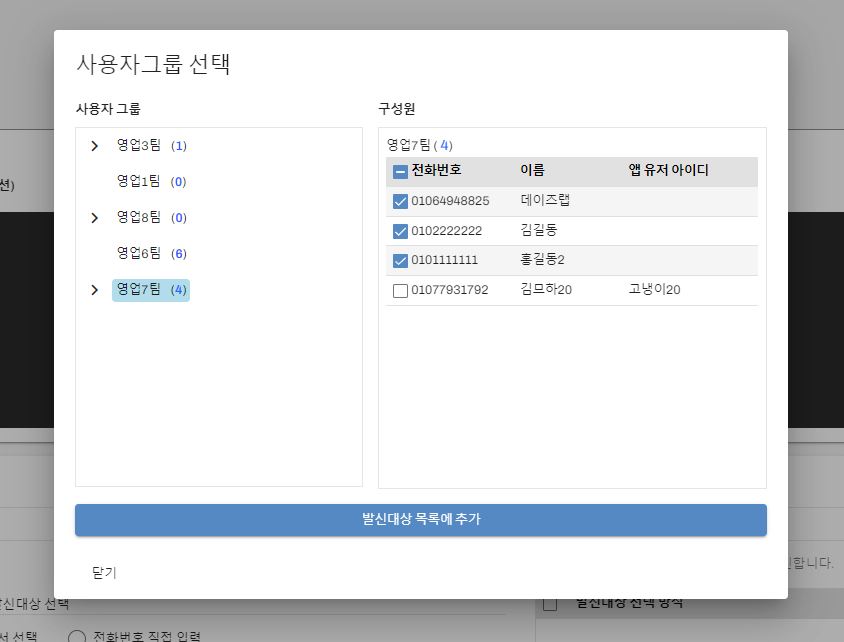 사용자그룹 선택
사용자 그룹
영업3팀 (1)
영업1팀 (0)
영업8팀 (0)
영업6팀 (6)
영업7팀 (4)
구성원
영업7팀 ( 4)
전화번호 이름 앱 유저 아이디
01064948825 데이즈랩
0102222222 김길동
0101111111 홍길동2
01077931792 김므하20 고냉이20
발신대상 목록에 추가
닫기
션)
합니다.
신대상 선택
발신대상 선택 방식
서 선택 전화번호 직접 입력